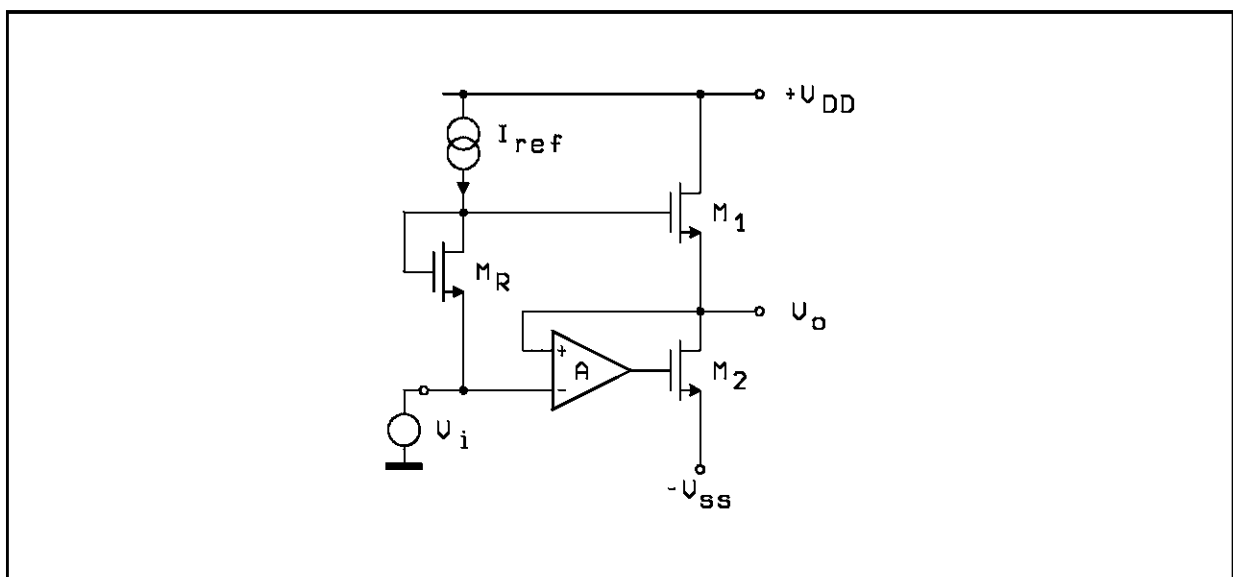 +V_DD
I_ref
M_1
M_R
V_o
+
A
M_2
-
V_i
-V_SS